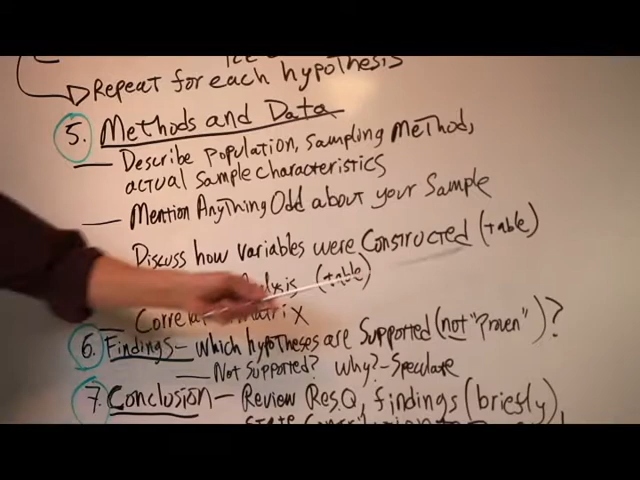 Repeat for each hypothesis
5. Methods and Data
— Describe Population, Sampling Method,
actual Sample characteristics
— Mention Anything Odd about your Sample
Discuss how variables were Constructed (table)
(table)
6. Findings - which hypotheses are Supported (not "Proven")?
— Not Supported? Why? - Speculate
7. Conclusion - Review Res.Q, findings (briefly),